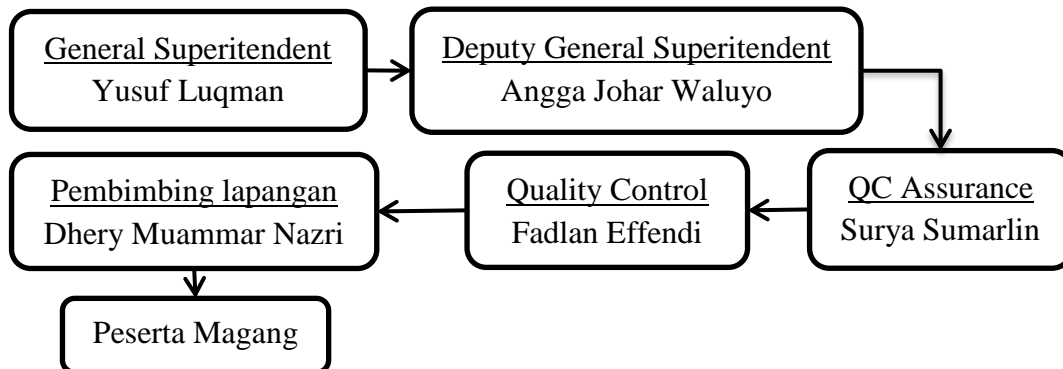 General Superitendent
Yusuf Luqman
Deputy General Superitendent
Angga Johar Waluyo
QC Assurance
Surya Sumarlin
Quality Control
Fadlan Effendi
Pembimbing lapangan
Dhery Muammar Nazri
Peserta Magang